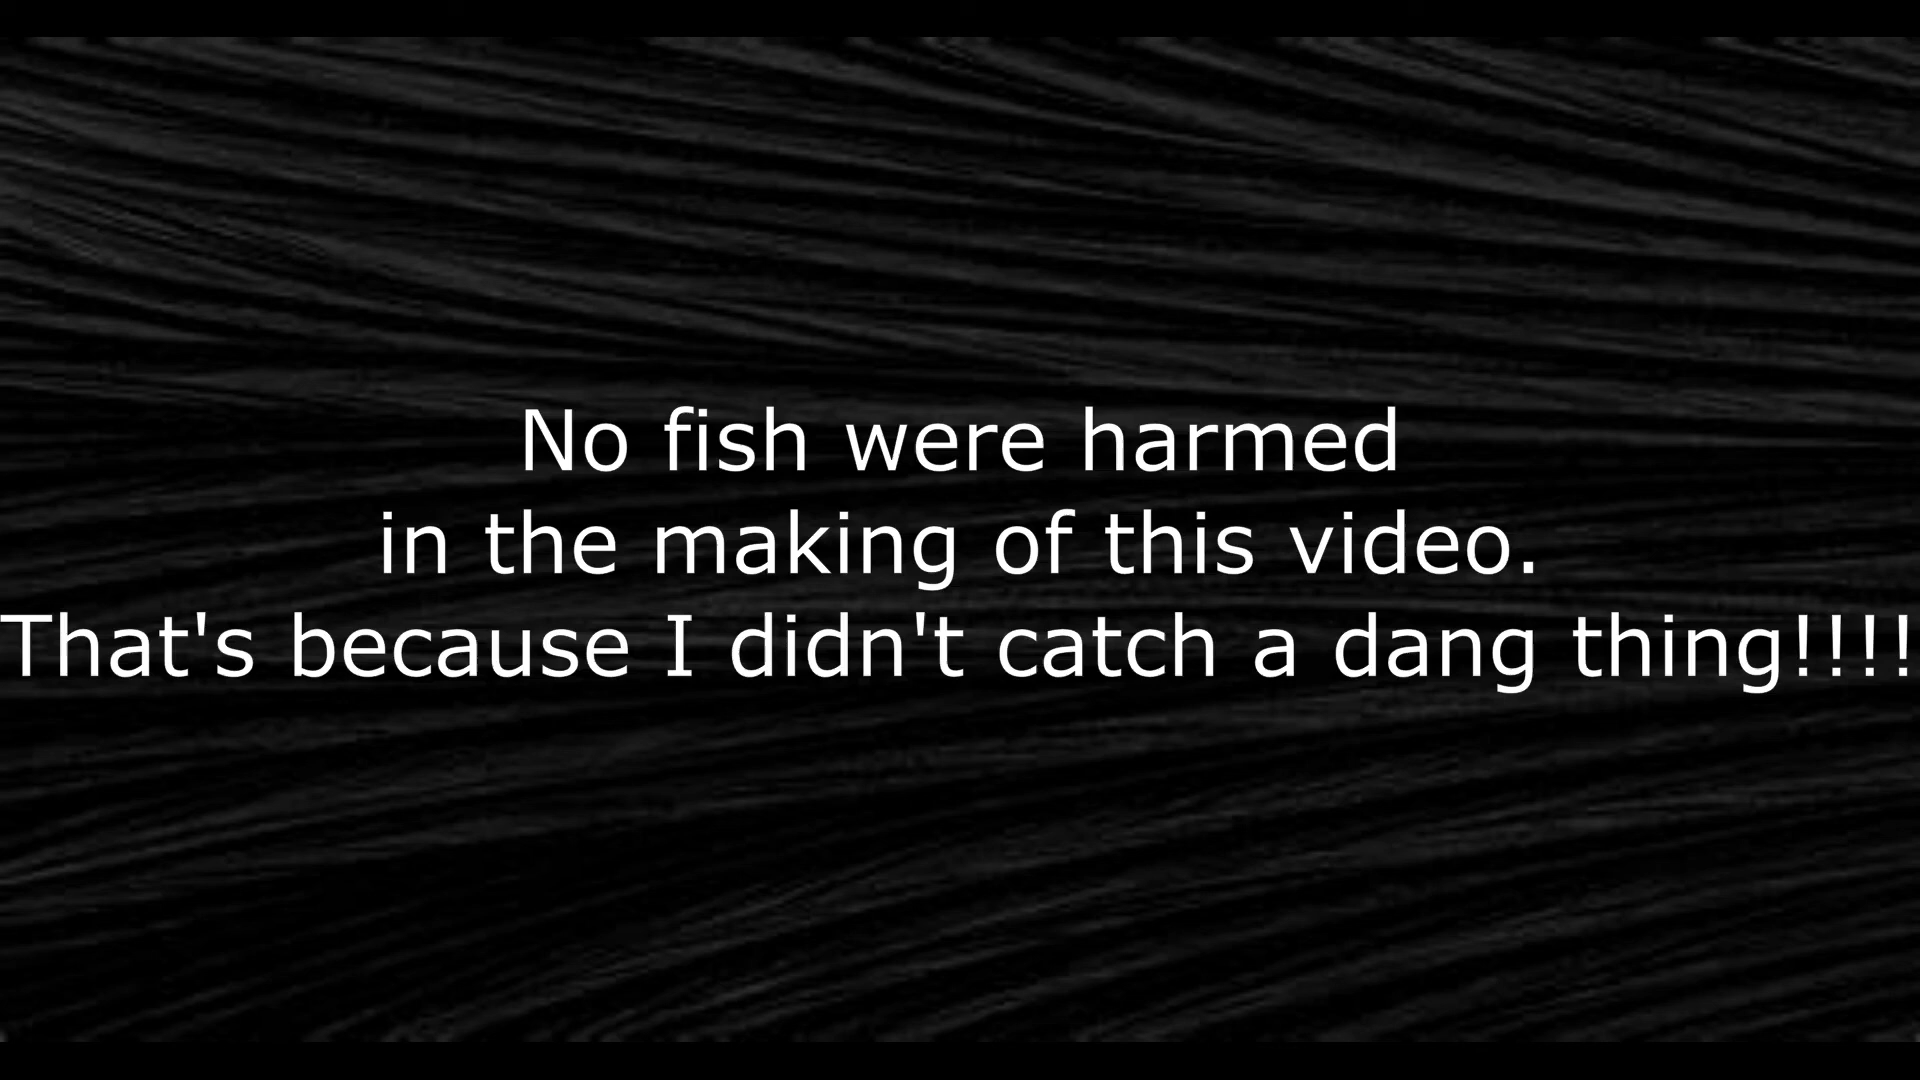 No fish were harmed
in the making of this video.
That's because I didn't catch a dang thing!!!!